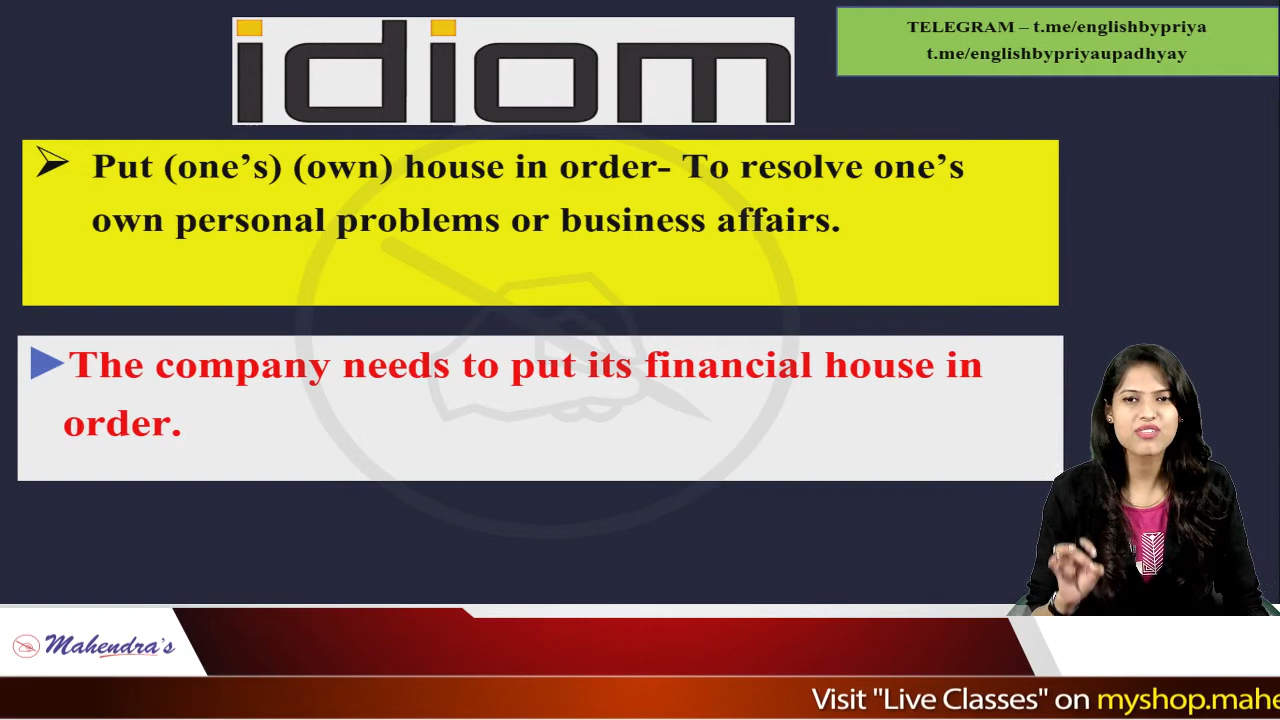 idiom
TELEGRAM – t.me/englishbypriya
t.me/englishbypriyaupadhyay
Put (one’s) (own) house in order- To resolve one’s
own personal problems or business affairs.
The company needs to put its financial house in
order.
Mahendra's
Visit "Live Classes" on myshop.mahe